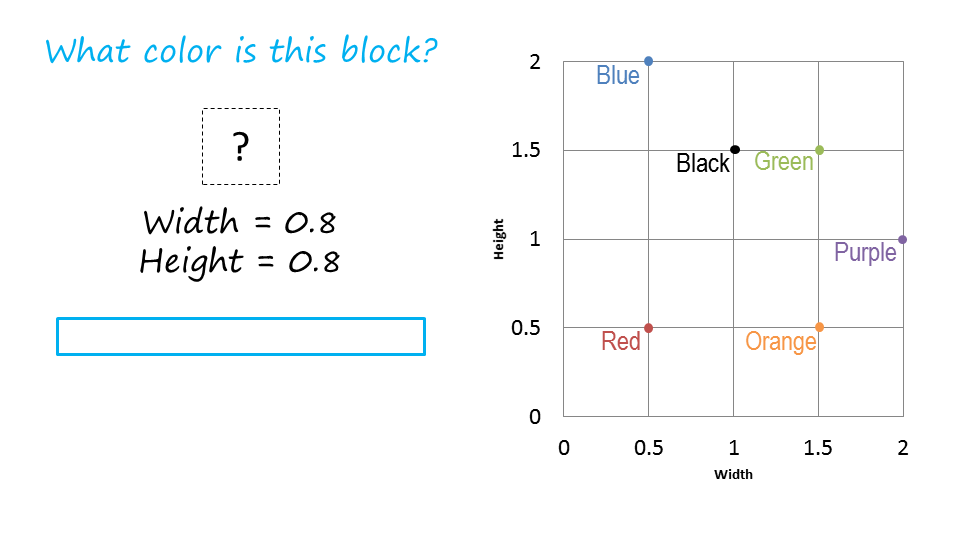 What color is this block?
?
Width = 0.8
Height = 0.8
2
1.5
1
0.5
0
Height
Blue
Black
Green
Purple
Red
Orange
0
0.5
1
1.5
2
Width